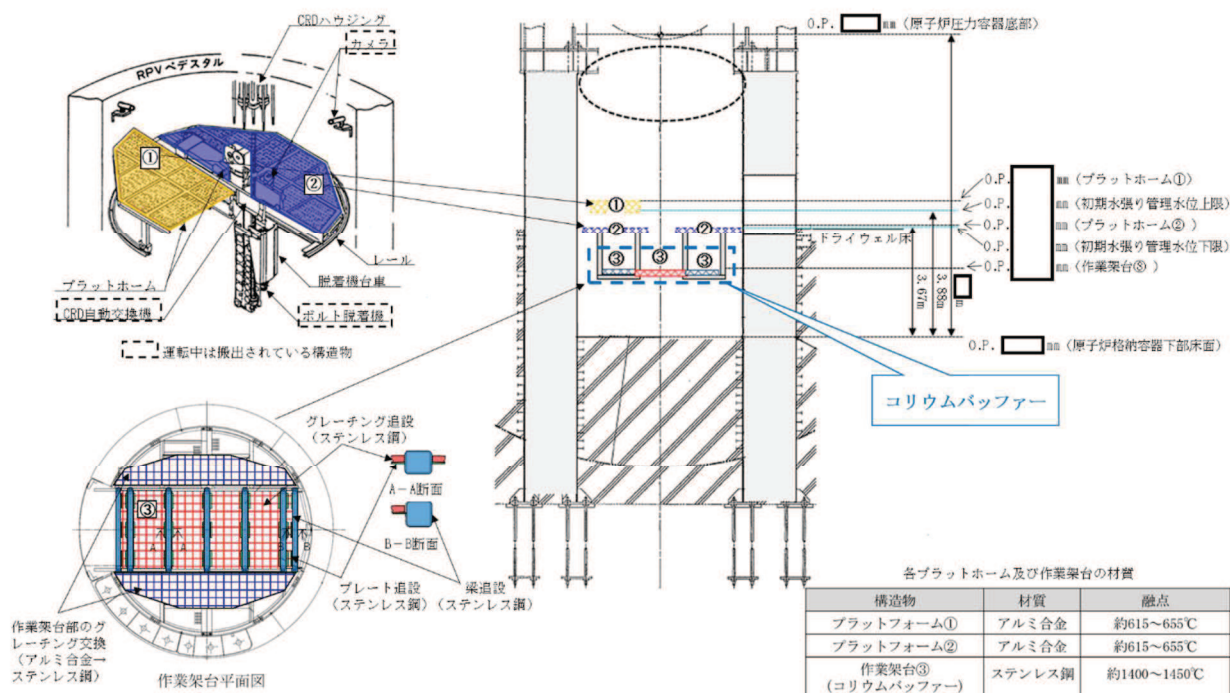 CRDハウジング
カメラ
RPVペデスタル
①
②
レール
プラットホーム
脱着機台車
CRD自動交換機
ボルト脱着機
運転中は搬出されている構造物
O.P. mm(原子炉圧力容器底部)
①
②
②
③
③
③
O.P. mm(プラットホーム①)
O.P. mm(初期水張り管理水位上限)
O.P. mm(プラットホーム②)
O.P. mm(初期水張り管理水位下限)
O.P. mm(作業架台③)
ドライウェル床
3.67m
3.88m
m
O.P. mm(原子炉格納容器下部床面)
コリウムバッファー
グレーチング追設
(ステンレス鋼)
A-A断面
B-B断面
③
A
A
B
B
プレート追設
(ステンレス鋼)
梁追設
(ステンレス鋼)
作業架台部のグ
レーチング交換
(アルミ合金→
ステンレス鋼)
作業架台平面図
各プラットホーム及び作業架台の材質
構造物 材質 融点
プラットフォーム① アルミ合金 約615~655℃
プラットフォーム② アルミ合金 約615~655℃
作業架台③
(コリウムバッファー) ステンレス鋼 約1400~1450℃